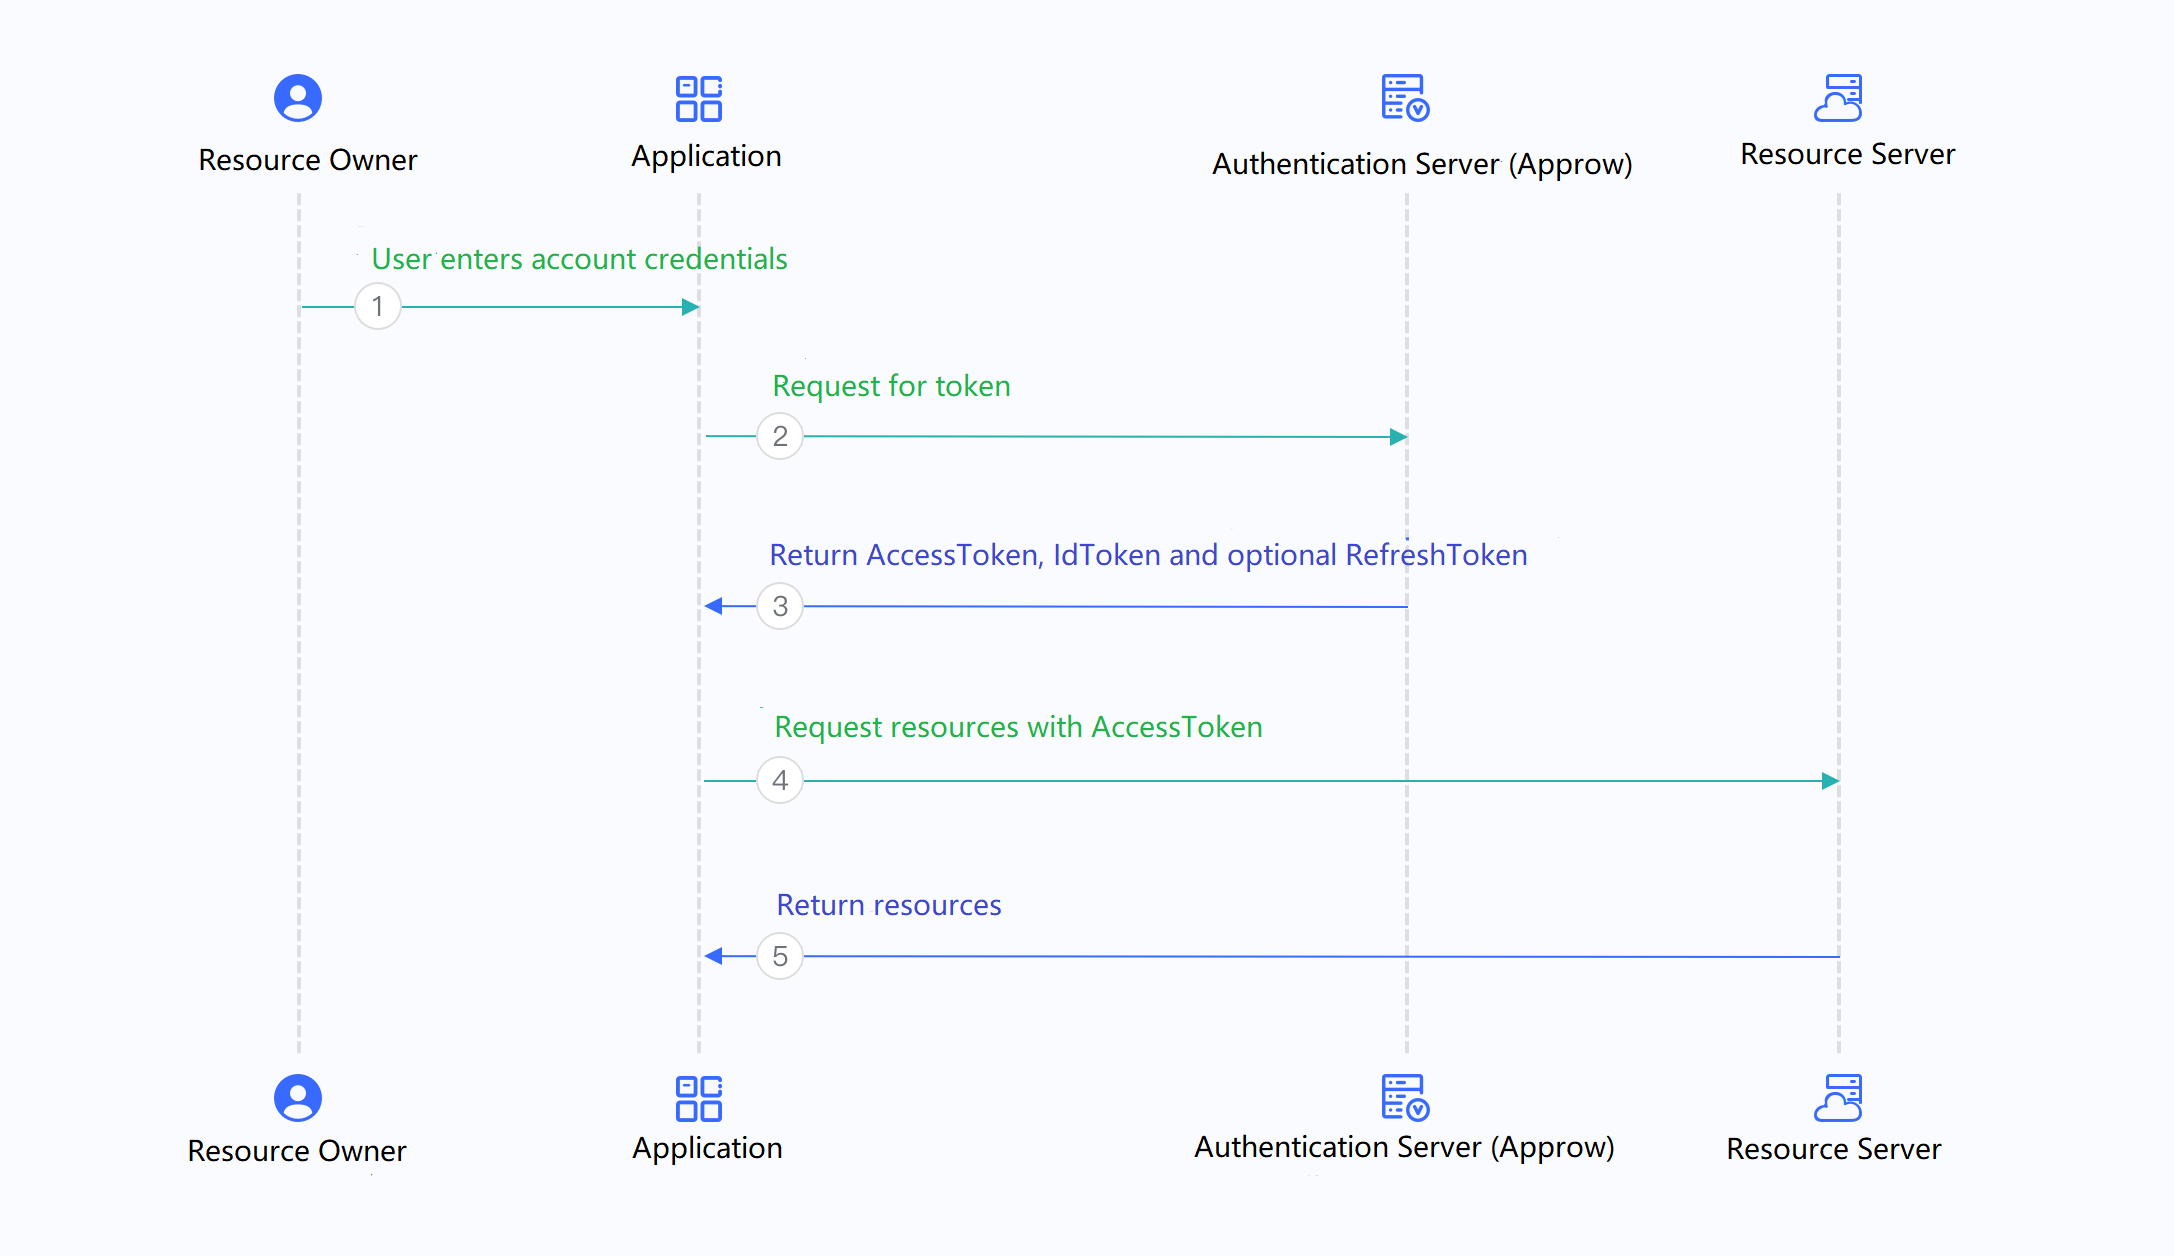 Resource Owner
Application
Authentication Server (Approw)
Resource Server
User enters account credentials
1
Request for token
2
Return AccessToken, IdToken and optional RefreshToken
3
Request resources with AccessToken
4
Return resources
5
Resource Owner
Application
Authentication Server (Approw)
Resource Server